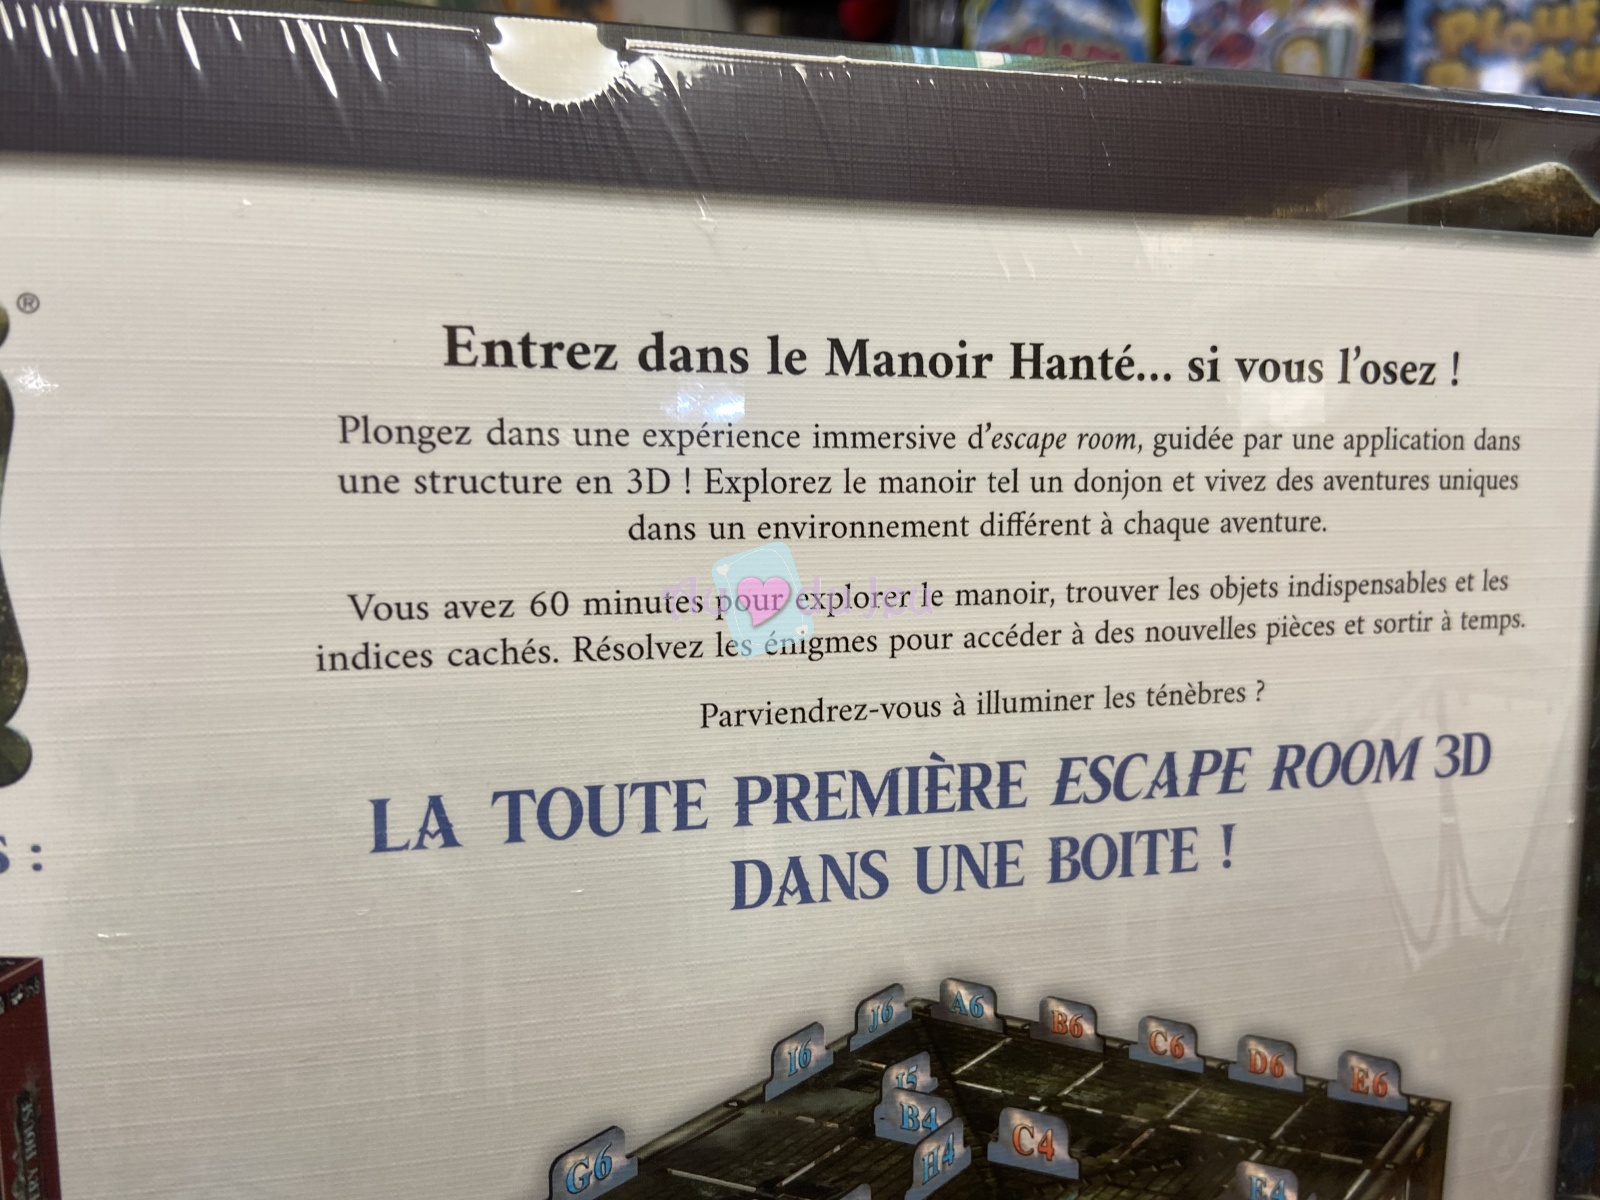 Plouf
Party
®
Entrez dans le Manoir Hanté... si vous l'osez !
Plongez dans une expérience immersive d'escape room, guidée par une application dans
une structure en 3D ! Explorez le manoir tel un donjon et vivez des aventures uniques
dans un environnement différent à chaque aventure.
Vous avez 60 minutes pour explorer le manoir, trouver les objets indispensables et les
indices cachés. Résolvez les énigmes pour accéder à des nouvelles pièces et sortir à temps.
Parviendrez-vous à illuminer les ténèbres ?
LA TOUTE PREMIÈRE ESCAPE ROOM 3D
DANS UNE BOITE !
S :
J6
A6
B6
C6
D6
E6
I6
I5
B4
H4
C4
G6
E4
HOUSE